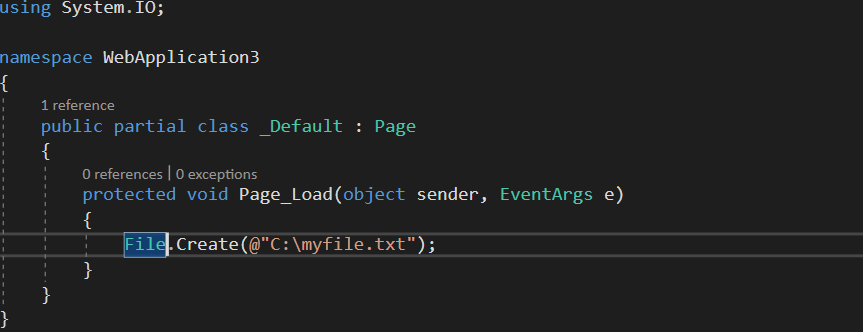 using System.IO;
namespace WebApplication3
{
1 reference
public partial class _Default : Page
{
0 references | 0 exceptions
protected void Page_Load(object sender, EventArgs e)
{
File.Create(@"C:\myfile.txt");
}
}
}